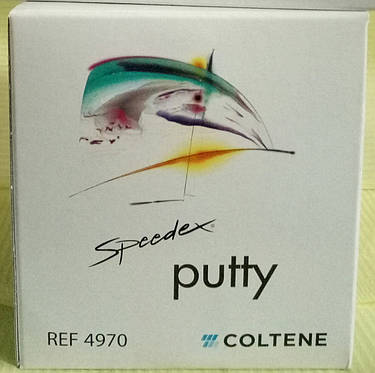 Speedex®
putty
REF 4970
COLTENE